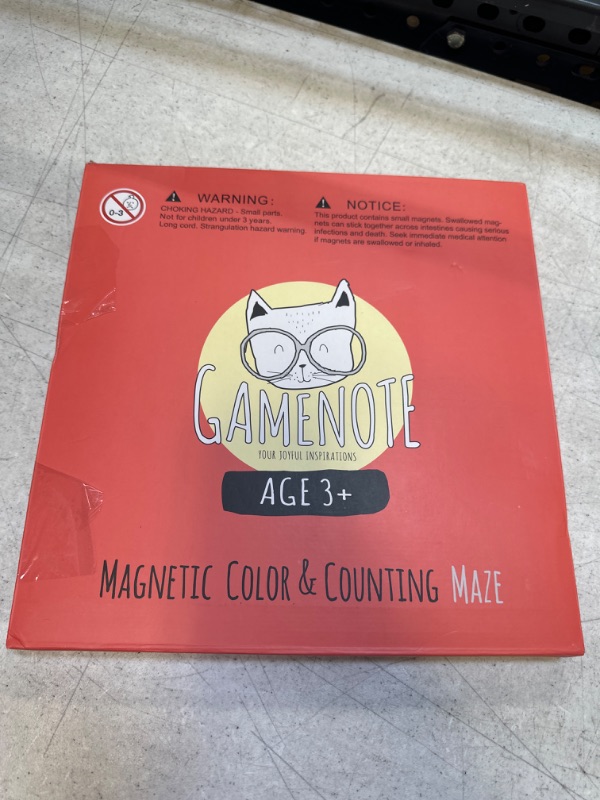 0-3
WARNING:
CHOKING HAZARD - Small parts.
Not for children under 3 years.
Long cord. Strangulation hazard warning.
NOTICE:
This product contains small magnets. Swallowed mag-
nets can stick together across intestines causing serious
infections and death. Seek immediate medical attention
if magnets are swallowed or inhaled.
GAMENOTE
YOUR JOYFUL INSPIRATIONS
AGE 3+
MAGNETIC COLOR & COUNTING MAZE